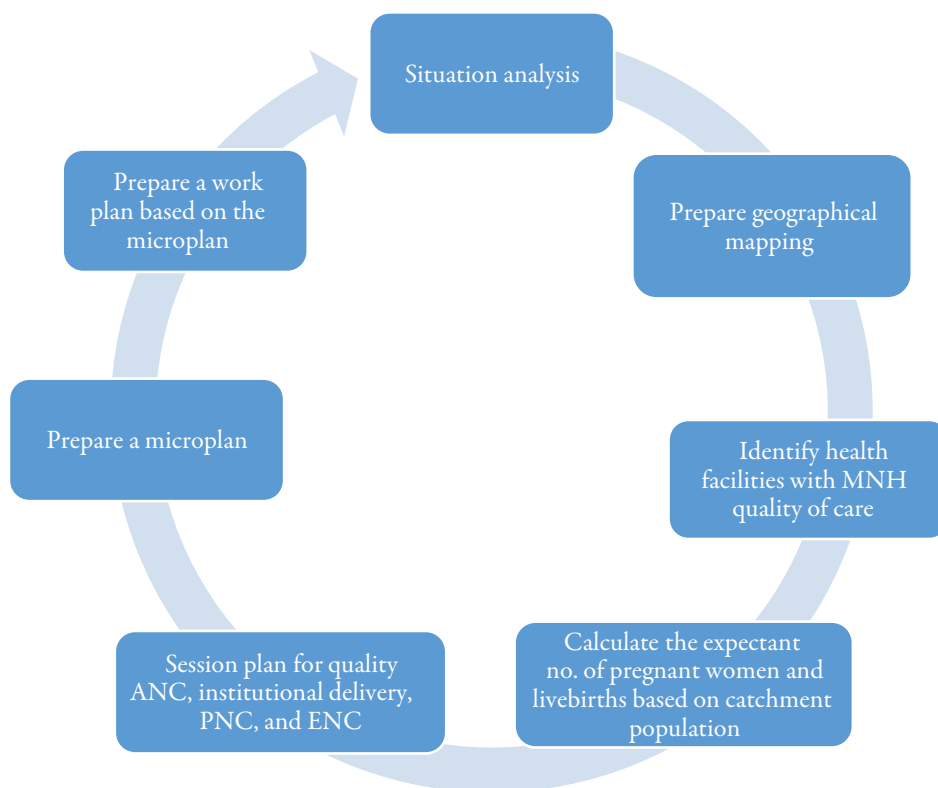 Situation analysis
Prepare geographical
mapping
Identify health
facilities with MNH
quality of care
Calculate the expectant
no. of pregnant women and
livebirths based on catchment
population
Session plan for quality
ANC, institutional delivery,
PNC, and ENC
Prepare a microplan
Prepare a work
plan based on the
microplan